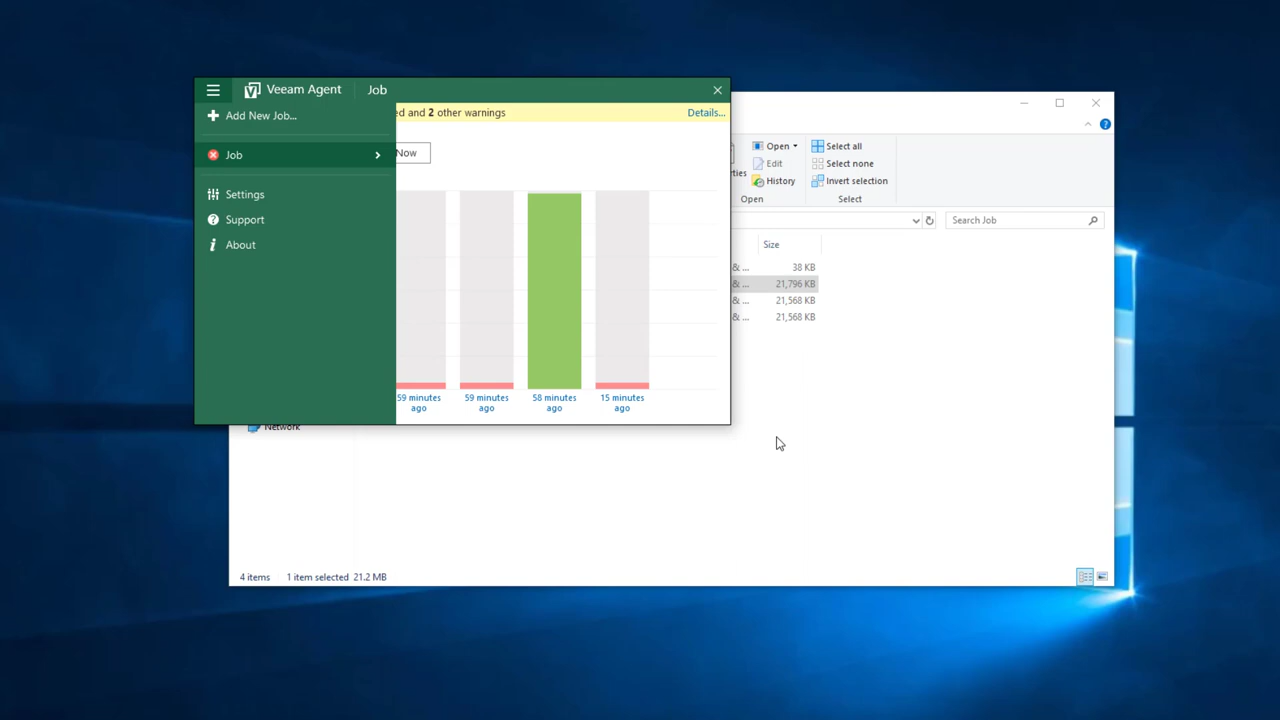 Veeam Agent
Job
Add New Job...
ed and 2 other warnings
Details...
Job
Now
Settings
Support
About
59 minutes ago
59 minutes ago
58 minutes ago
15 minutes ago
Open
Edit
History
Open
ties
Select all
Select none
Invert selection
Select
Search Job
Size
& ...
38 KB
& ...
21,796 KB
& ...
21,568 KB
& ...
21,568 KB
Network
4 items
1 item selected 21.2 MB